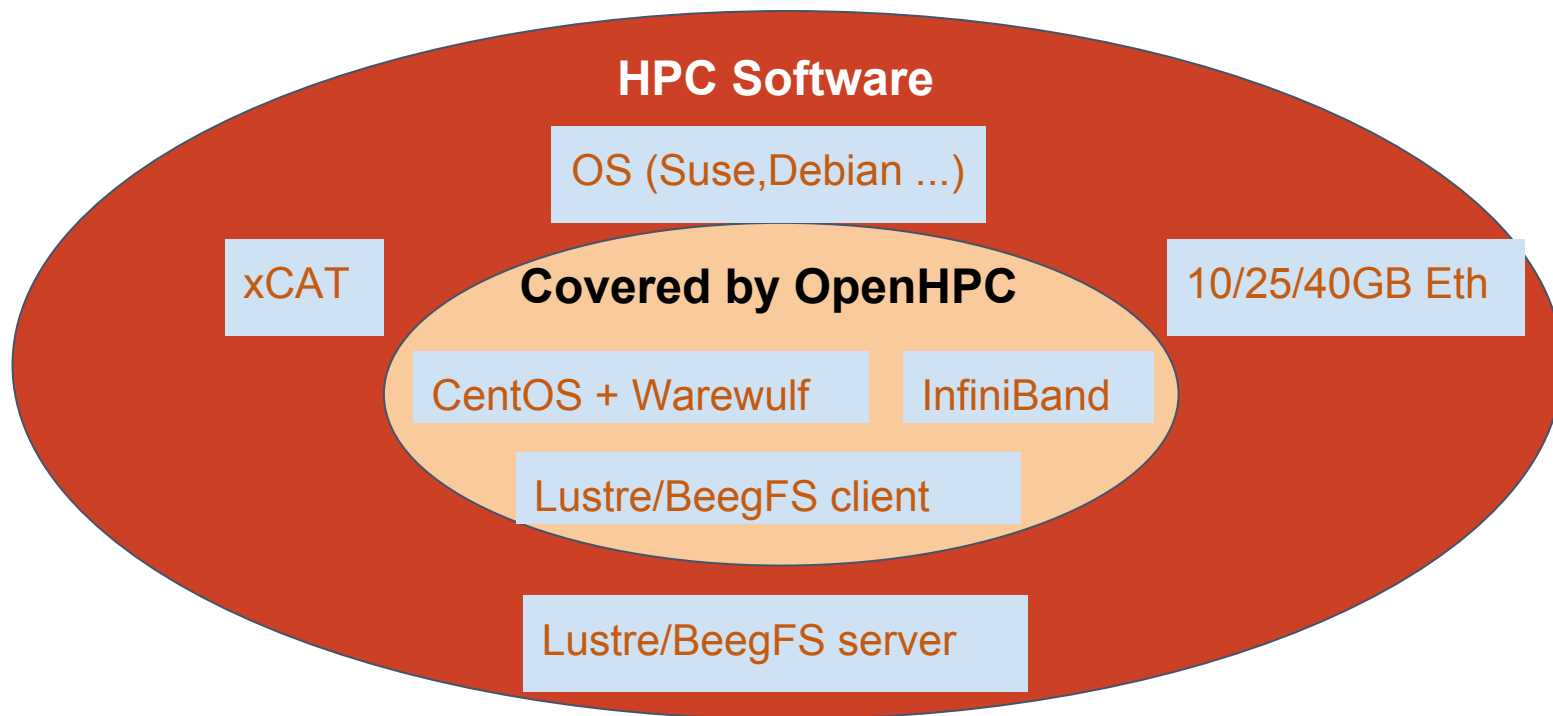 HPC Software
OS (Suse,Debian ...)
xCAT
Covered by OpenHPC
10/25/40GB Eth
CentOS + Warewulf
InfiniBand
Lustre/BeegFS client
Lustre/BeegFS server